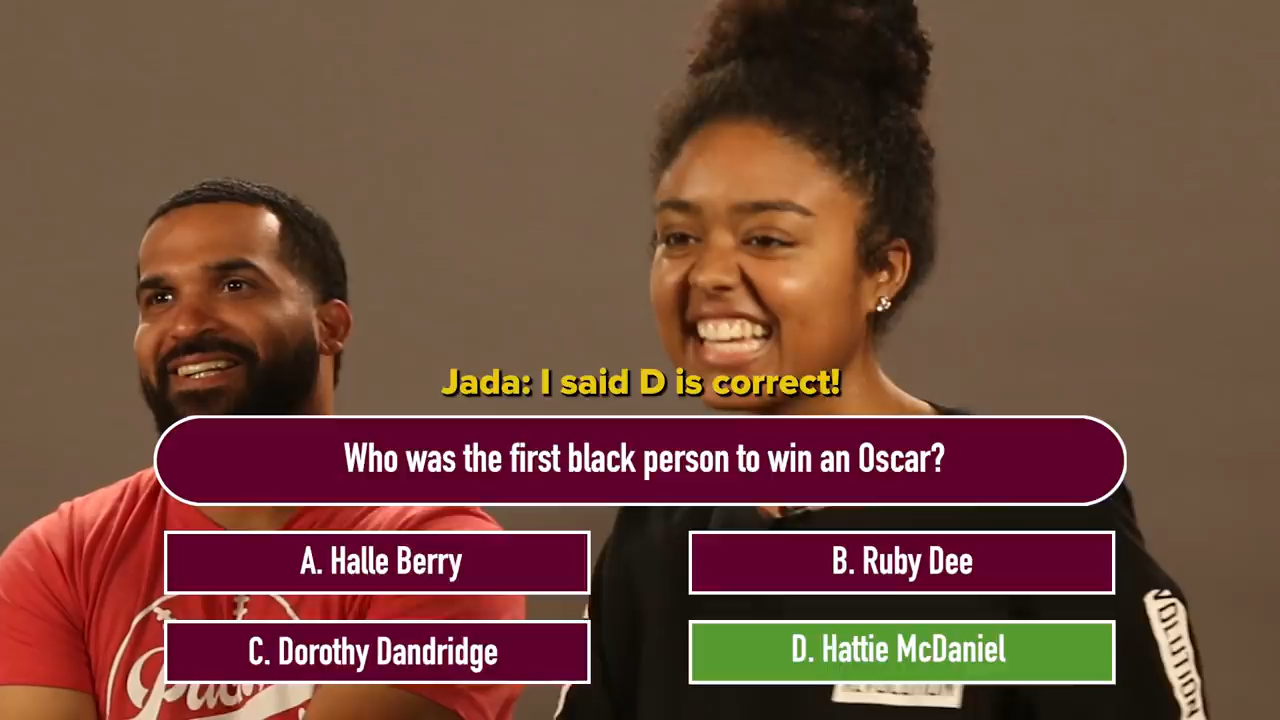 Jada: I said D is correct!
Who was the first black person to win an Oscar?
A. Halle Berry
B. Ruby Dee
C. Dorothy Dandridge
D. Hattie McDaniel